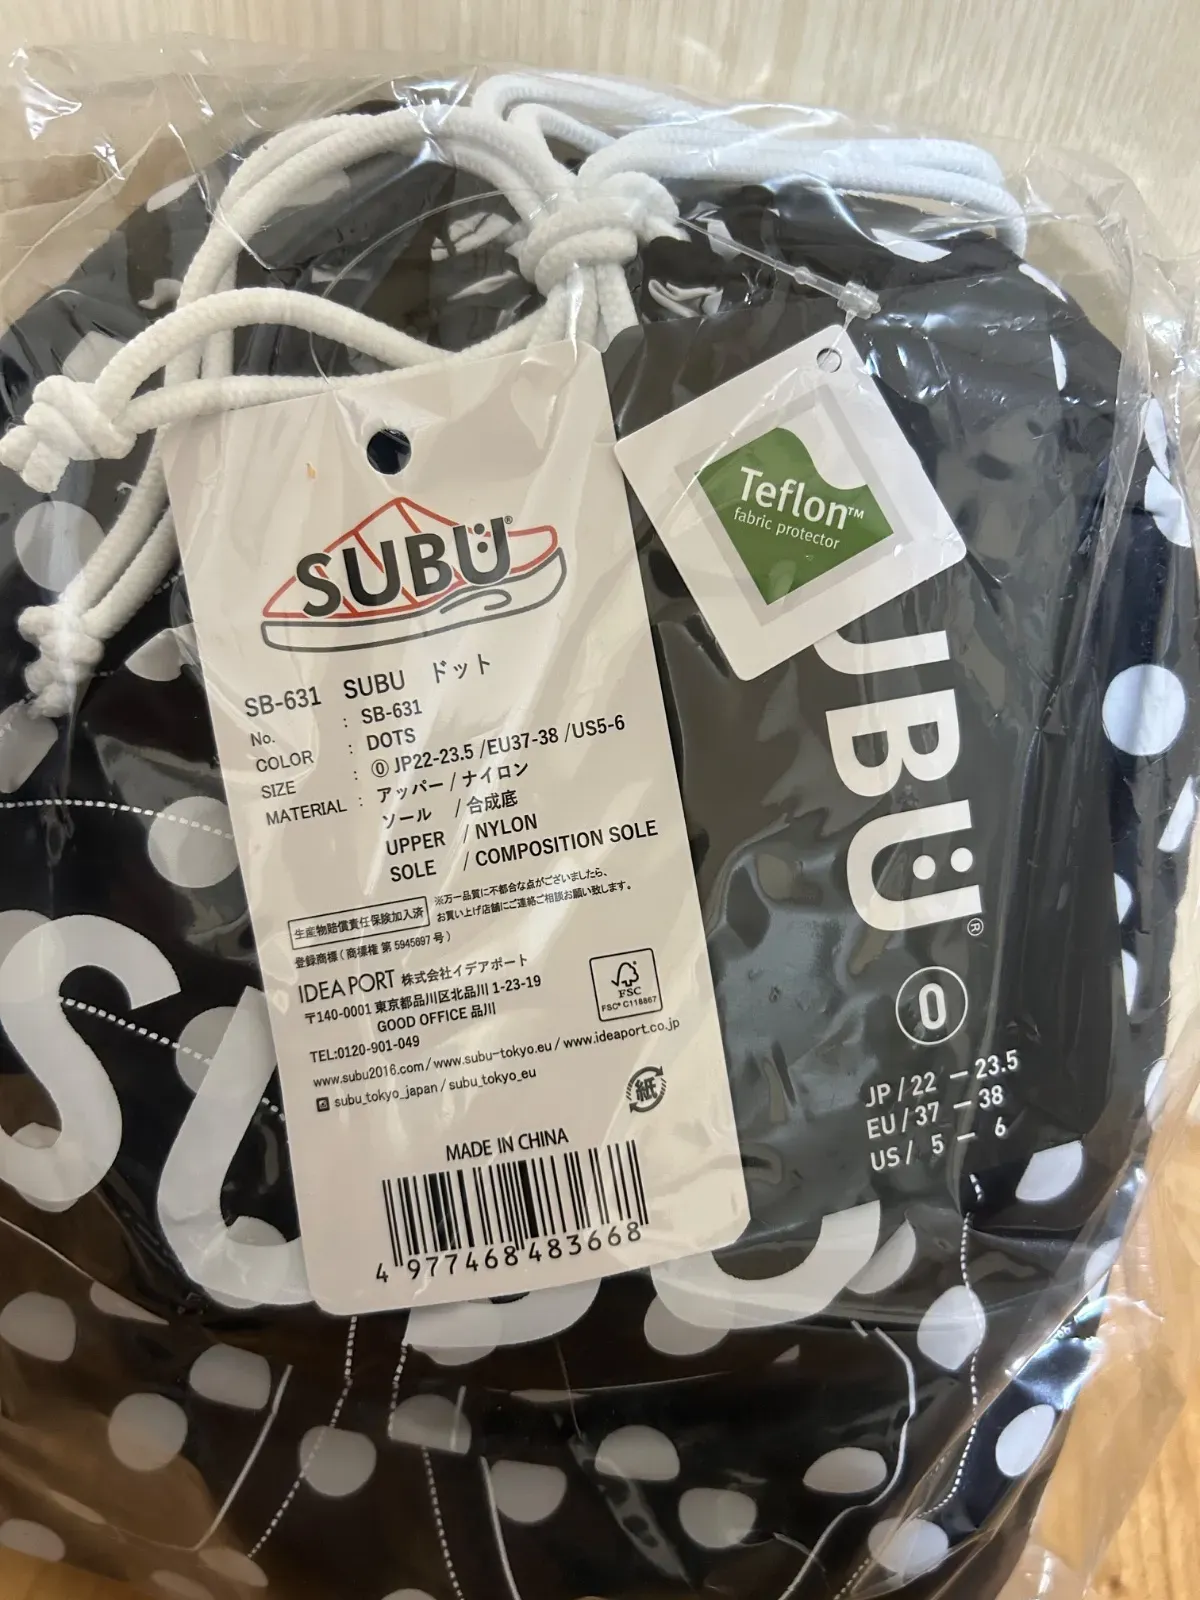 SUBU®
SB-631 SUBU ドット
No. : SB-631
COLOR : DOTS
SIZE : ⓪ JP22-23.5 /EU37-38 /US5-6
MATERIAL : アッパー / ナイロン
ソール / 合成底
UPPER / NYLON
SOLE / COMPOSITION SOLE
生産物賠償責任保険加入済
※万一品質に不都合な点がございましたら、
お買い上げ店舗にご連絡ご相談お願い致します。
登録商標 ( 商標権 第 5945697 号 )
IDEA PORT 株式会社イデアポート
〒140-0001 東京都品川区北品川 1-23-19
GOOD OFFICE 品川
TEL:0120-901-049
www.subu2016.com / www.subu-tokyo.eu / www.ideaport.co.jp
subu_tokyo_japan / subu_tokyo_eu
FSC
FSC® C118867
紙
MADE IN CHINA
4 977468 483668
Teflon™
fabric protector
UBU®
0
JP / 22 – 23.5
EU / 37 – 38
US / 5 – 6
SUBU